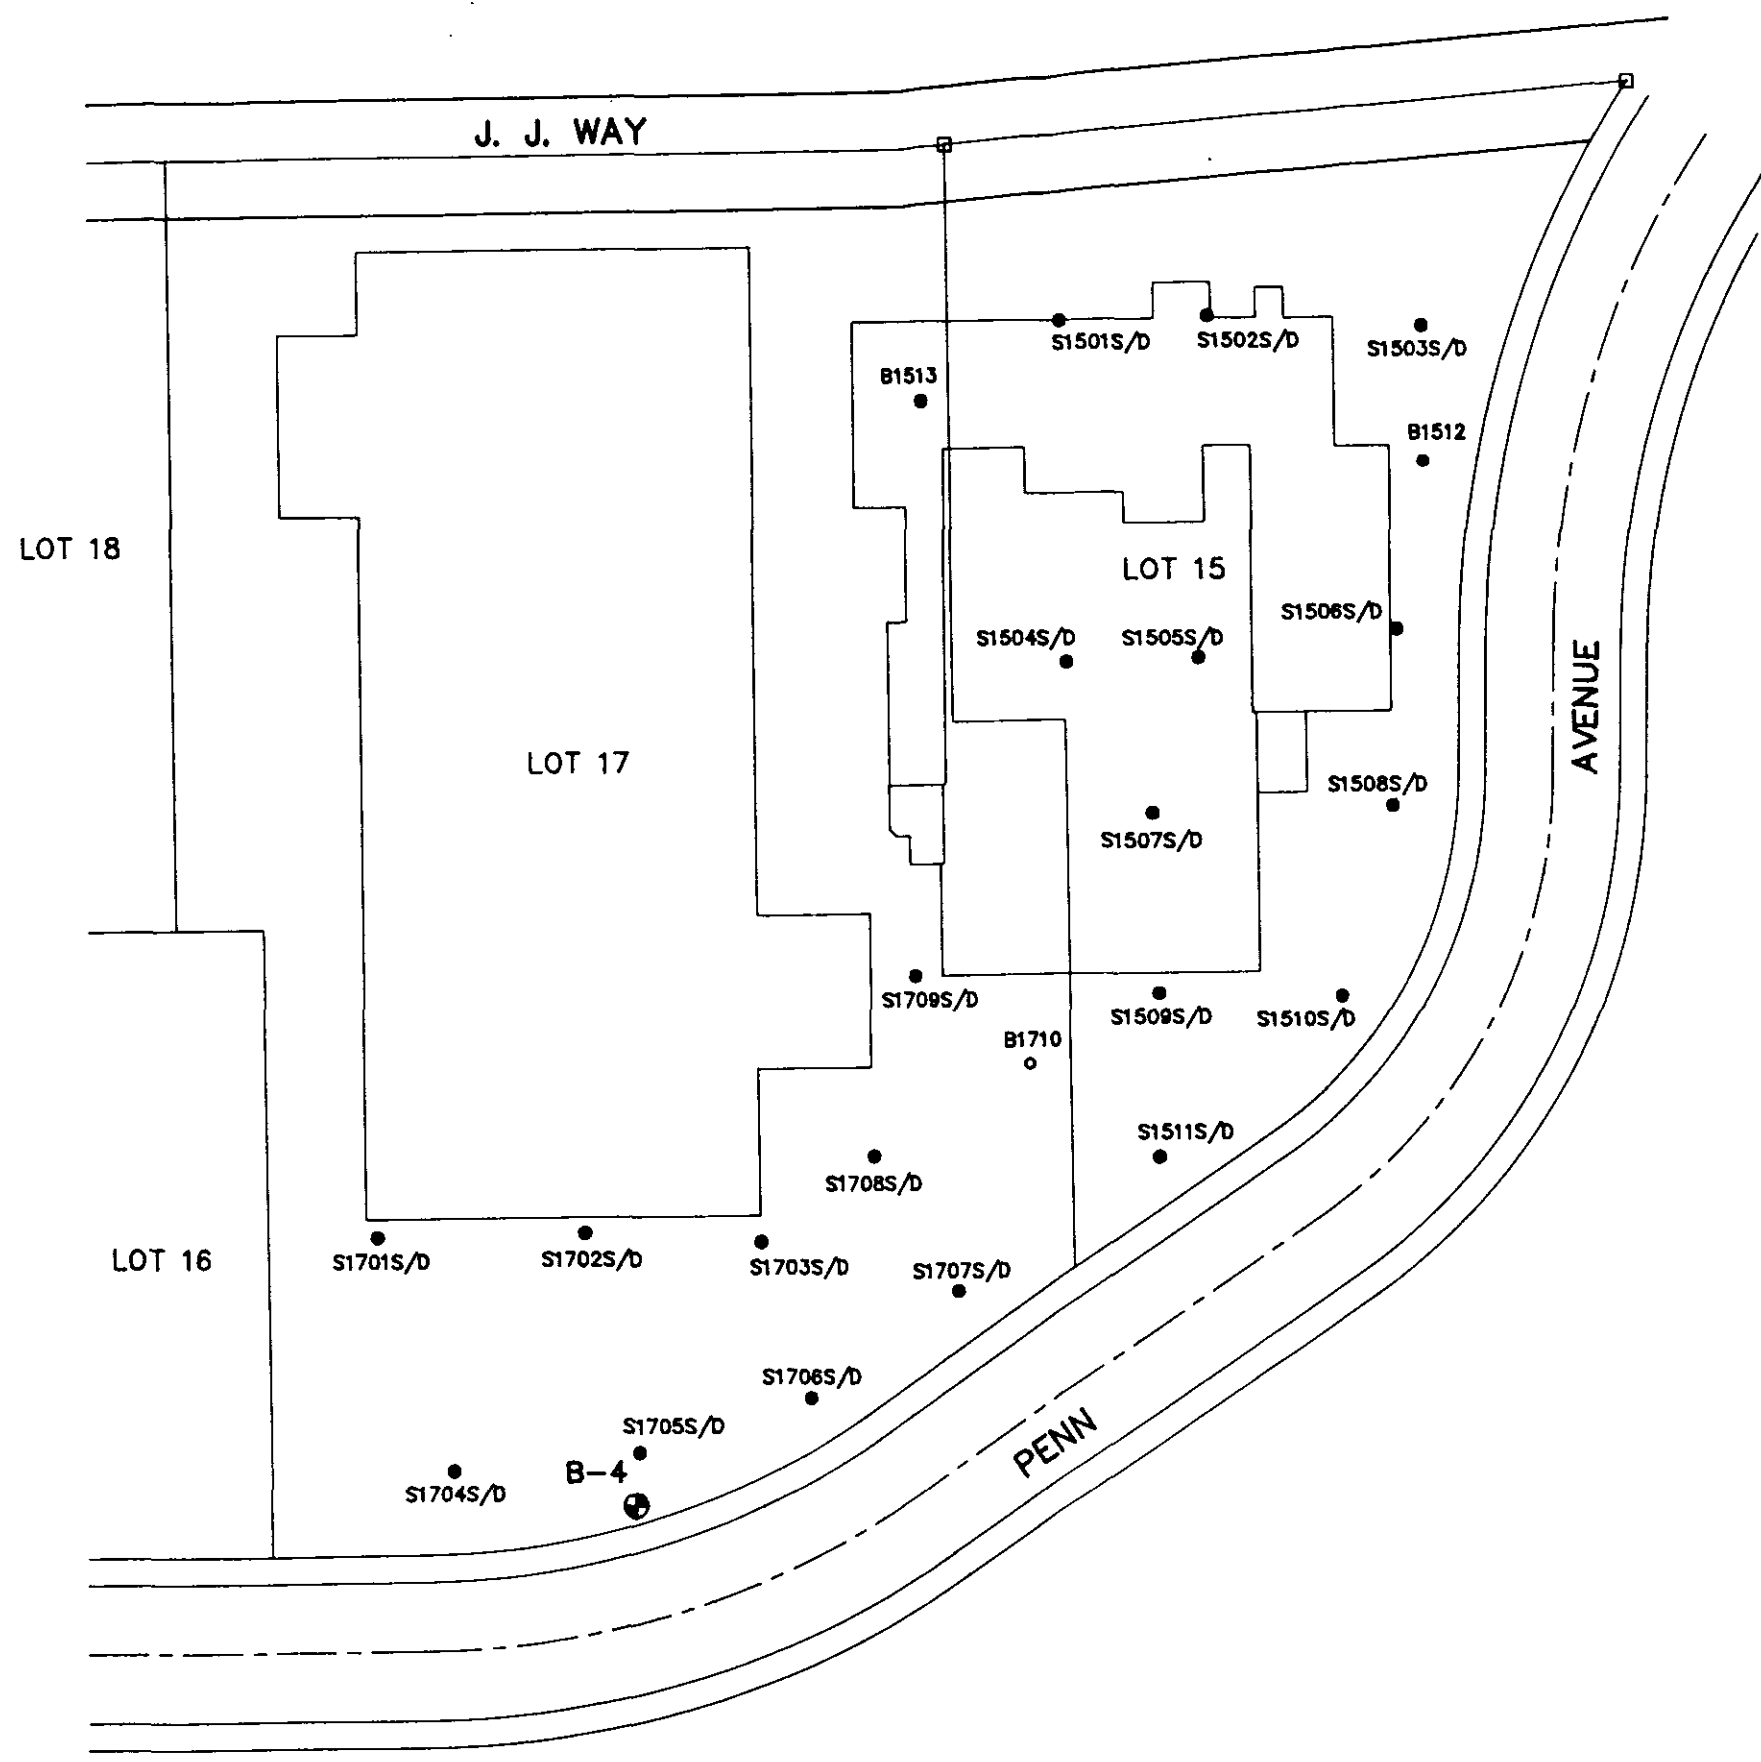 J. J. WAY
S1501S/D
S1502S/D
S1503S/D
B1513
B1512
LOT 18
LOT 15
S1506S/D
S1504S/D
S1505S/D
AVENUE
LOT 17
S1508S/D
S1507S/D
S1709S/D
S1509S/D
S1510S/D
B1710
S1511S/D
S1708S/D
LOT 16
S1701S/D
S1702S/D
S1703S/D
S1707S/D
S1706S/D
S1705S/D
PENN
B-4
S1704S/D